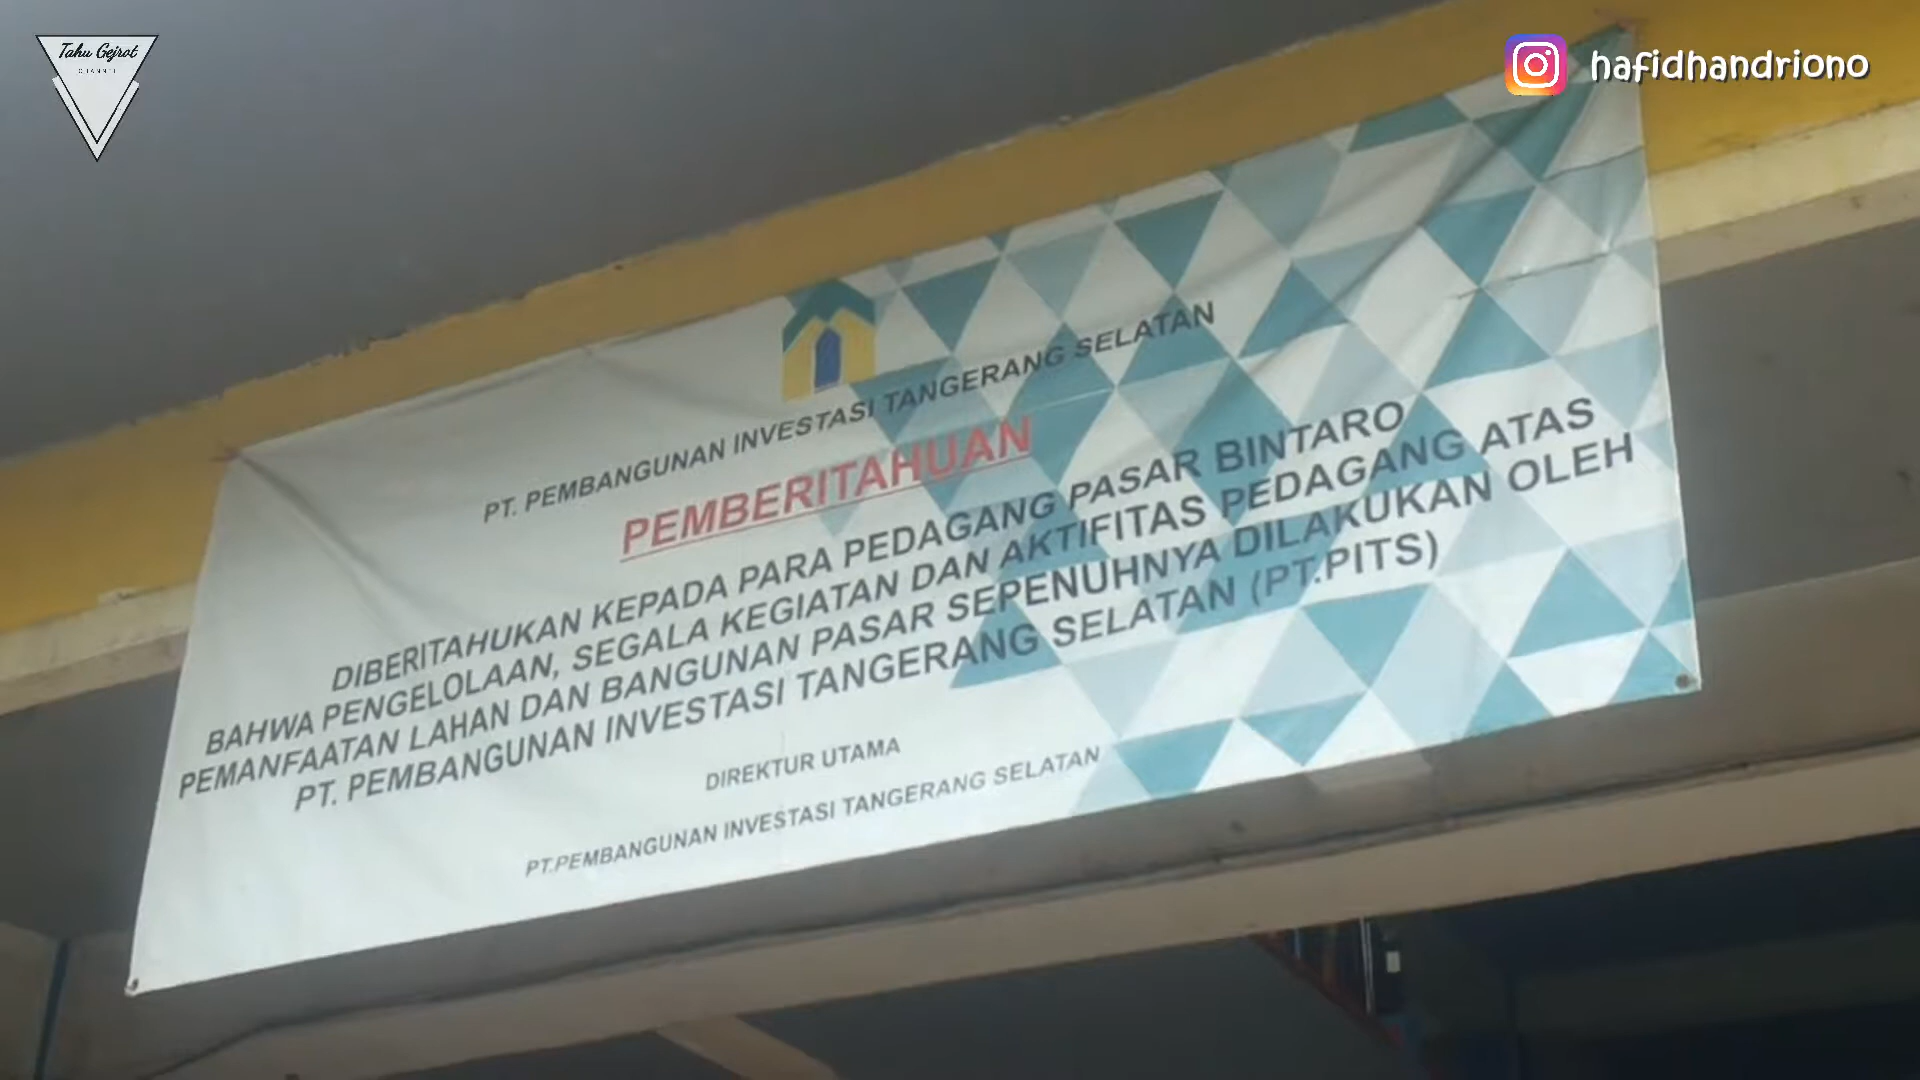 Tahu Gejrot
CHANNEL
hafidhandriono
PT. PEMBANGUNAN INVESTASI TANGERANG SELATAN
PEMBERITAHUAN
DIBERITAHUKAN KEPADA PARA PEDAGANG PASAR BINTARO
BAHWA PENGELOLAAN, SEGALA KEGIATAN DAN AKTIFITAS PEDAGANG ATAS
PEMANFAATAN LAHAN DAN BANGUNAN PASAR SEPENUHNYA DILAKUKAN OLEH
PT. PEMBANGUNAN INVESTASI TANGERANG SELATAN (PT.PITS)
DIREKTUR UTAMA
PT.PEMBANGUNAN INVESTASI TANGERANG SELATAN